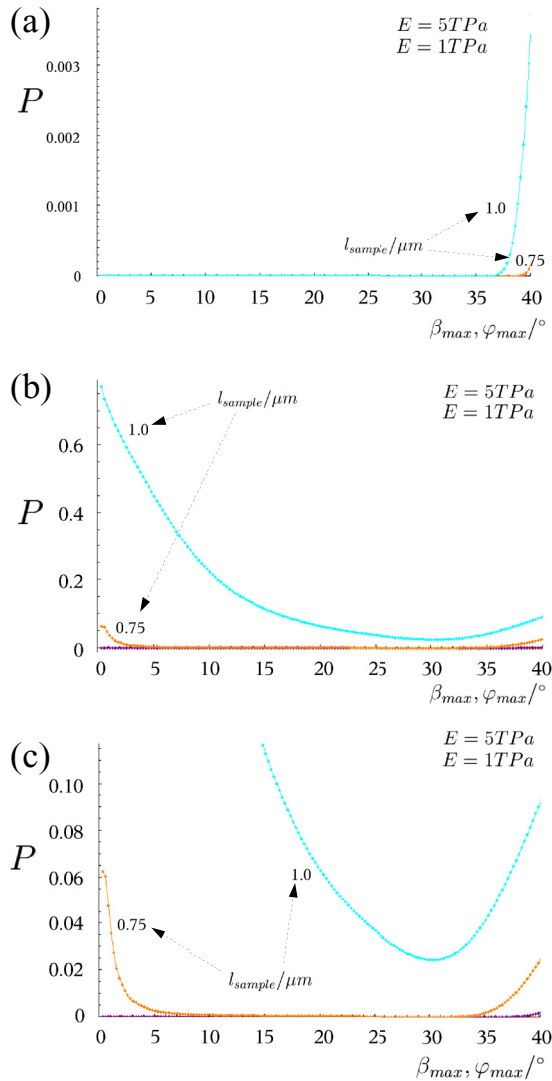 (a)
E = 5TPa
E = 1TPa
0.003
P
0.002
0.001
1.0
l_sample/μm
0.75
0
0 5 10 15 20 25 30 35 40
β_max, φ_max/°
(b)
E = 5TPa
E = 1TPa
l_sample/μm
1.0
0.6
P
0.4
0.2
0.75
0
0 5 10 15 20 25 30 35 40
β_max, φ_max/°
(c)
E = 5TPa
E = 1TPa
0.10
0.08
P
0.06
1.0
0.04
0.75
l_sample/μm
0.02
0
0 5 10 15 20 25 30 35 40
β_max, φ_max/°